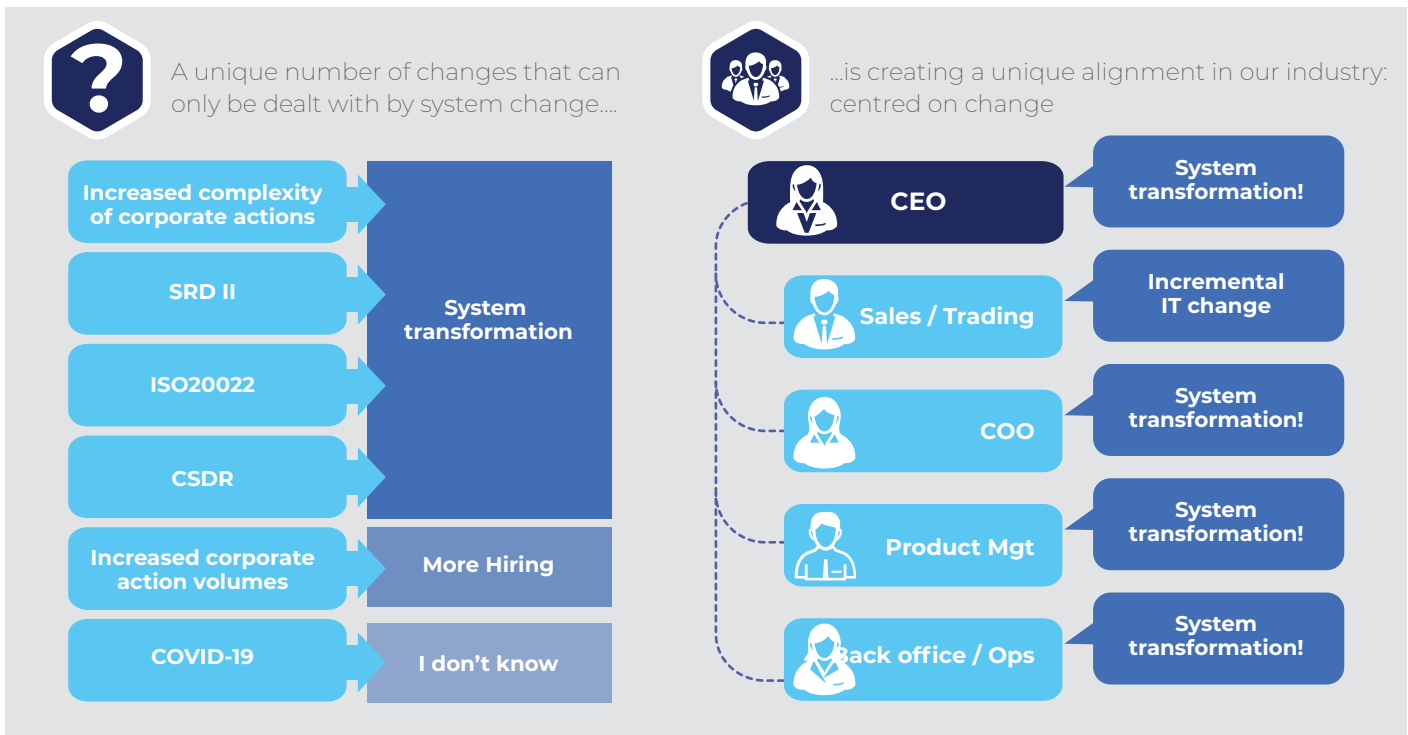 ?
A unique number of changes that can
only be dealt with by system change....
Increased complexity
of corporate actions
SRD II
ISO20022
CSDR
Increased corporate
action volumes
COVID-19
System
transformation
More Hiring
I don’t know
...is creating a unique alignment in our industry:
centred on change
CEO
System
transformation!
Sales / Trading
Incremental
IT change
COO
System
transformation!
Product Mgt
System
transformation!
Back office / Ops
System
transformation!